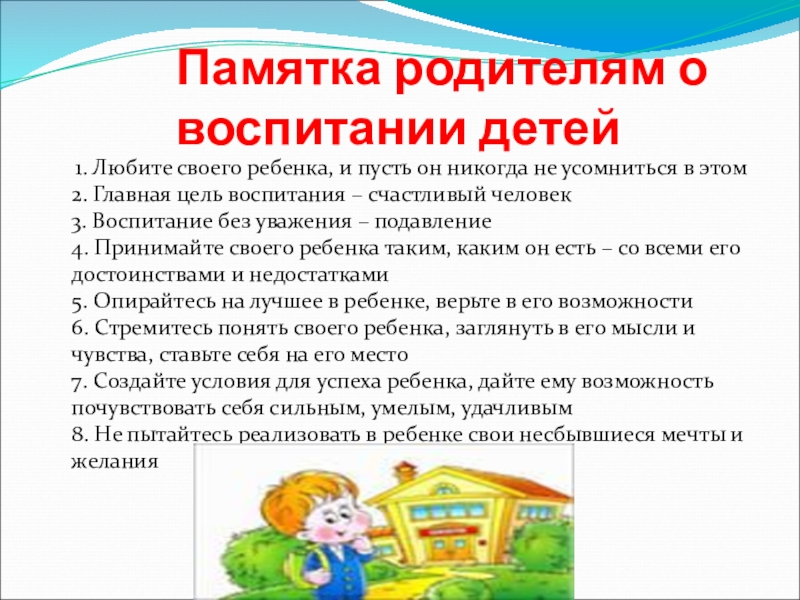 Памятка родителям о
воспитании детей
1. Любите своего ребенка, и пусть он никогда не усомниться в этом
2. Главная цель воспитания – счастливый человек
3. Воспитание без уважения – подавление
4. Принимайте своего ребенка таким, каким он есть – со всеми его
достоинствами и недостатками
5. Опирайтесь на лучшее в ребенке, верьте в его возможности
6. Стремитесь понять своего ребенка, заглянуть в его мысли и
чувства, ставьте себя на его место
7. Создайте условия для успеха ребенка, дайте ему возможность
почувствовать себя сильным, умелым, удачливым
8. Не пытайтесь реализовать в ребенке свои несбывшиеся мечты и
желания